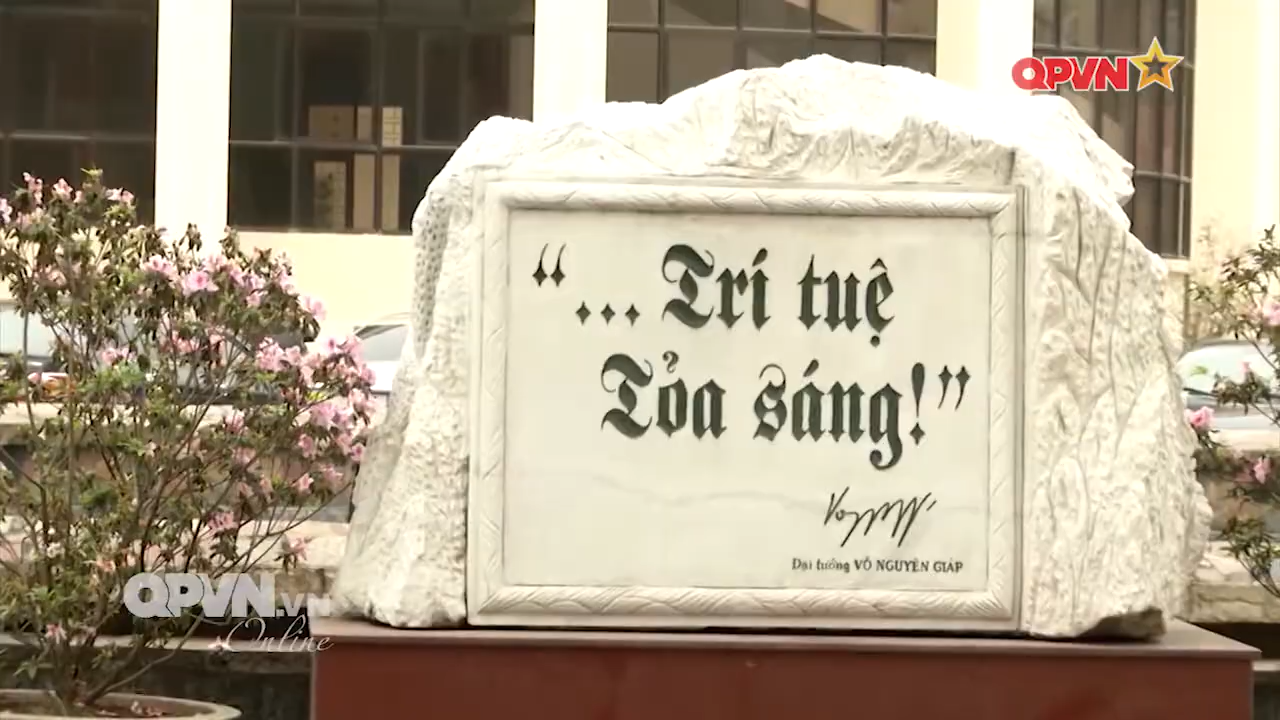 QPVN
“... Trí tuệ
Tỏa sáng!”
Đại tướng VÕ NGUYÊN GIÁP
QPVN.VN
Online